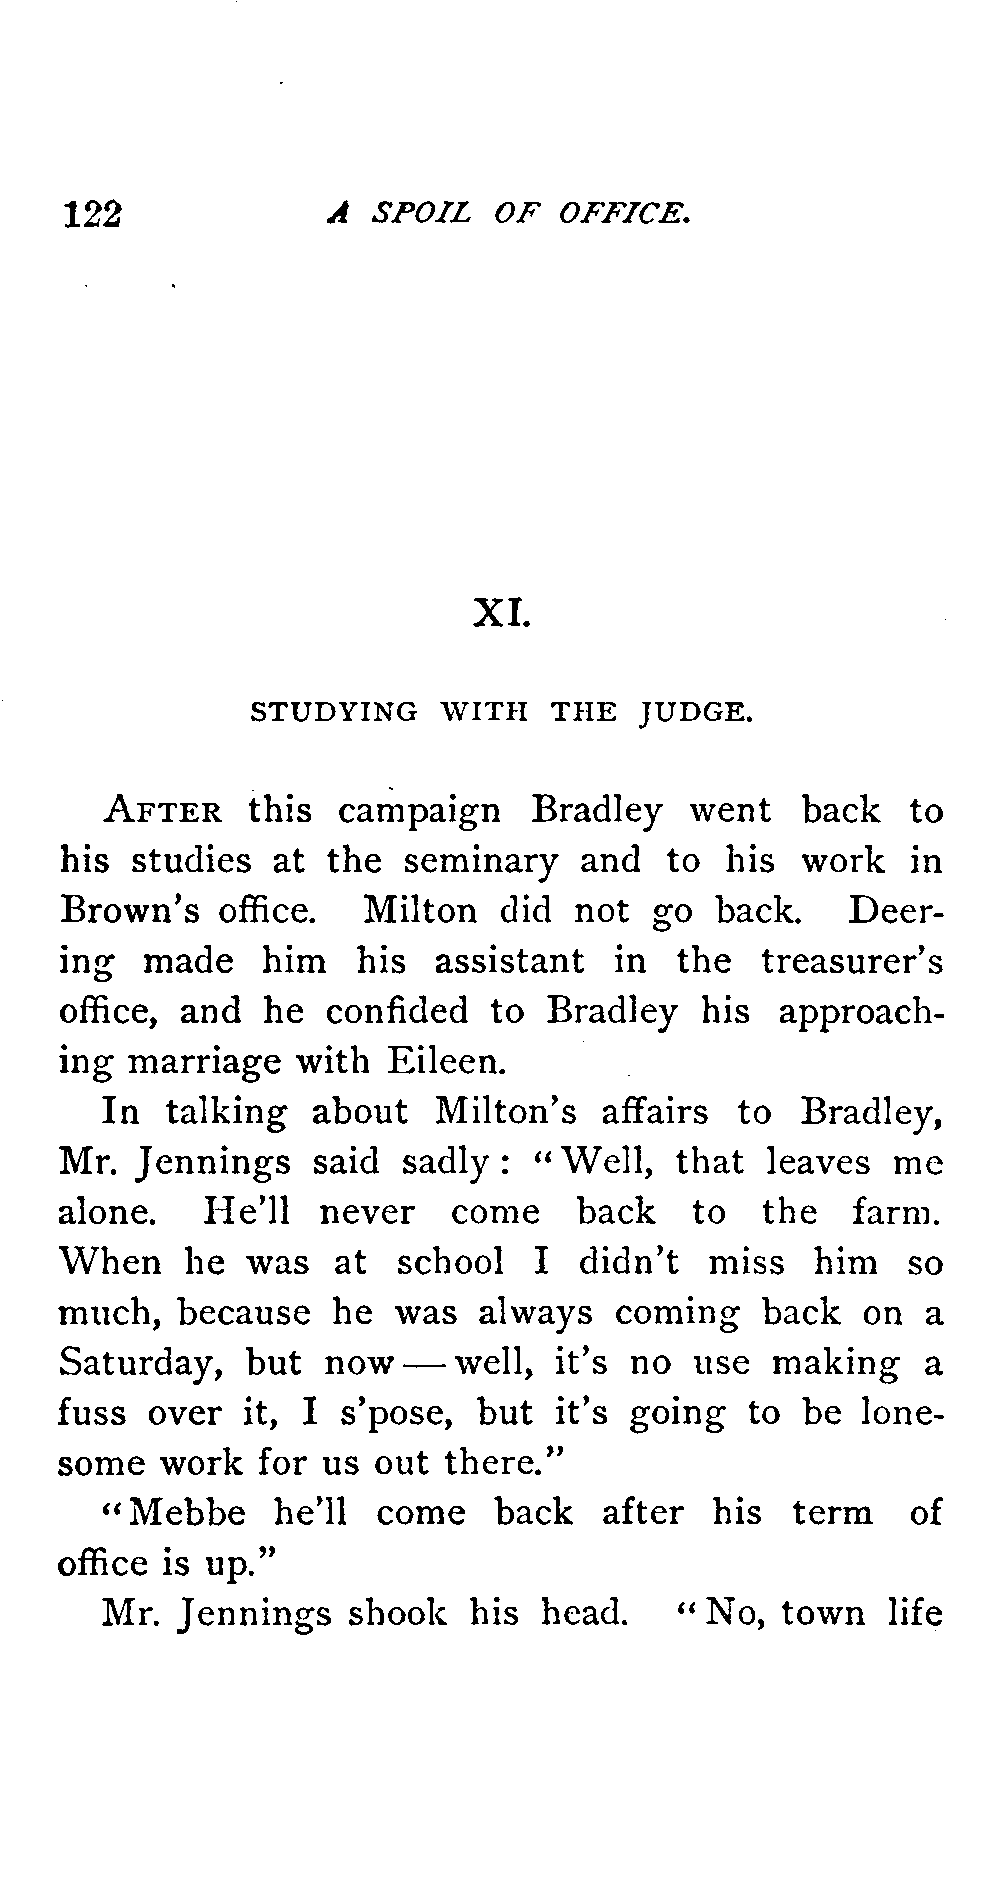 122 A SPOIL OF OFFICE.
XI.
STUDYING WITH THE JUDGE.
AFTER this campaign Bradley went back to
his studies at the seminary and to his work in
Brown's office. Milton did not go back. Deer-
ing made him his assistant in the treasurer's
office, and he confided to Bradley his approach-
ing marriage with Eileen.
In talking about Milton's affairs to Bradley,
Mr. Jennings said sadly: "Well, that leaves me
alone. He'll never come back to the farm.
When he was at school I didn't miss him so
much, because he was always coming back on a
Saturday, but now — well, it's no use making a
fuss over it, I s'pose, but it's going to be lone-
some work for us out there."
"Mebbe he'll come back after his term of
office is up."
Mr. Jennings shook his head. "No, town life